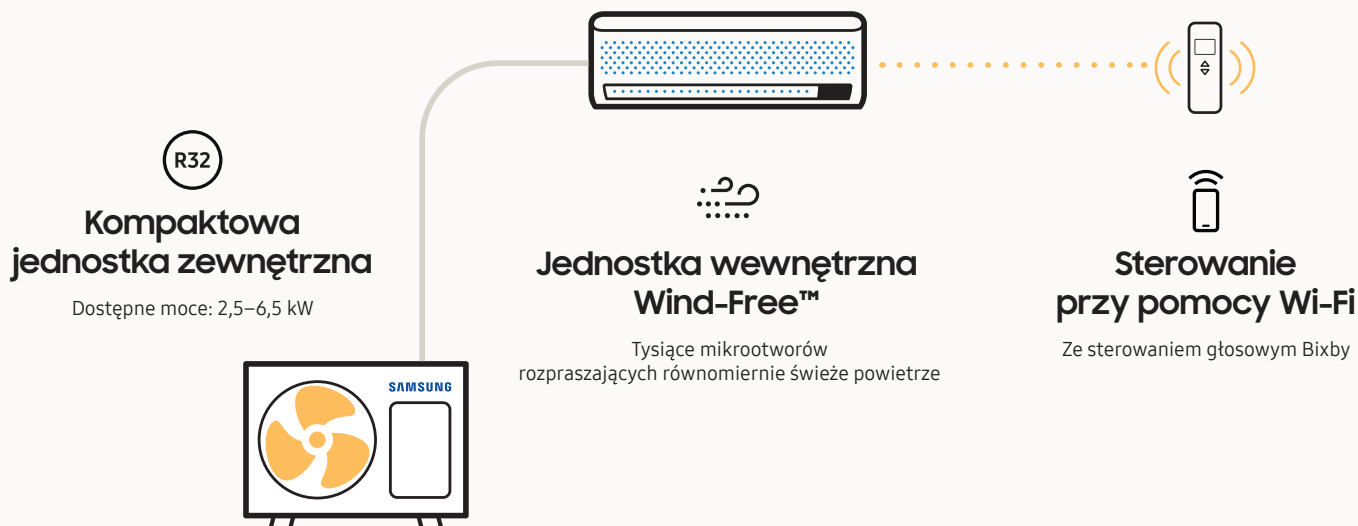 R32
Kompaktowa
jednostka zewnętrzna
Dostępne moce: 2,5–6,5 kW
SAMSUNG
Jednostka wewnętrzna
Wind-Free™
Tysiące mikrootworów
rozpraszających równomiernie świeże powietrze
Sterowanie
przy pomocy Wi-Fi
Ze sterowaniem głosowym Bixby